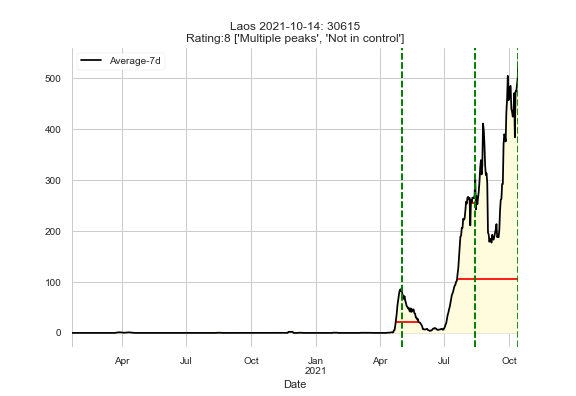 Laos 2021-10-14: 30615
Rating:8 ['Multiple peaks', 'Not in control']
Average-7d
500
400
300
200
100
0
Apr Jul Oct Jan Apr Jul Oct
2021
Date